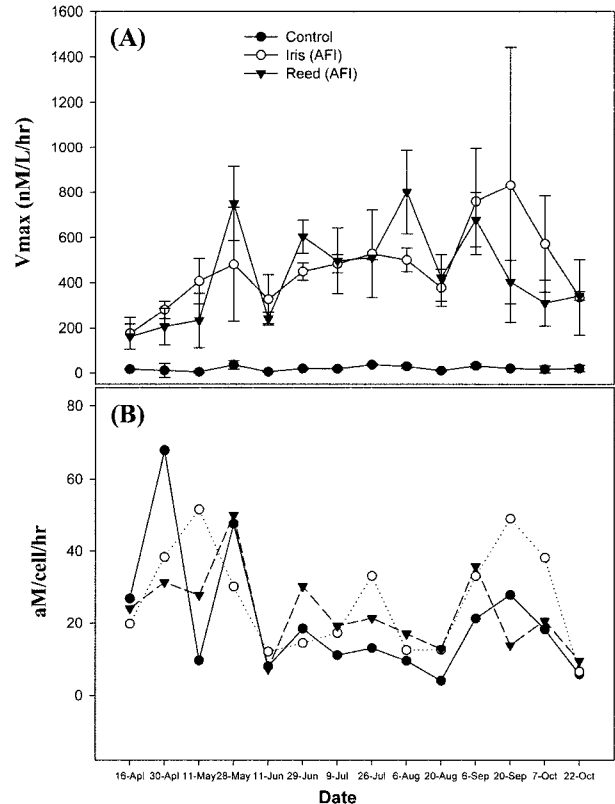 1600
(A)
Control
Iris (AFI)
Reed (AFI)
1400
1200
1000
800
600
400
200
0
Vmax (nM/L/hr)
80
(B)
60
40
20
0
aM/cell/hr
16-Apl 30-Apl 11-May 28-May 11-Jun 29-Jun 9-Jul 26-Jul 6-Aug 20-Aug 6-Sep 20-Sep 7-Oct 22-Oct
Date